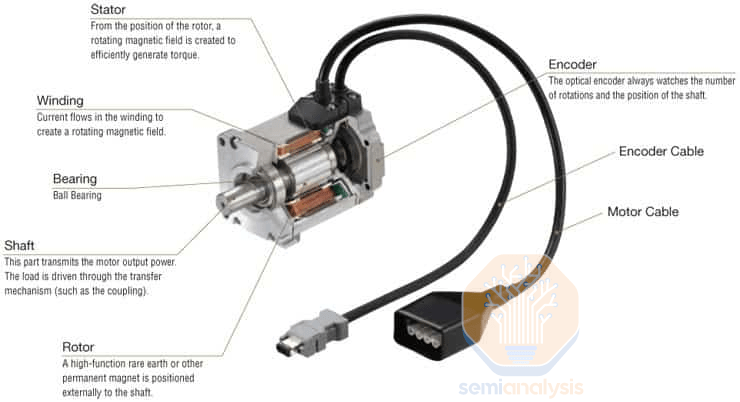 Stator
From the position of the rotor, a
rotating magnetic field is created to
efficiently generate torque.
Encoder
The optical encoder always watches the number
of rotations and the position of the shaft.
Winding
Current flows in the winding to
create a rotating magnetic field.
Encoder Cable
Bearing
Ball Bearing
Motor Cable
Shaft
This part transmits the motor output power.
The load is driven through the transfer
mechanism (such as the coupling).
Rotor
A high-function rare earth or other
permanent magnet is positioned
externally to the shaft.
semianalysis